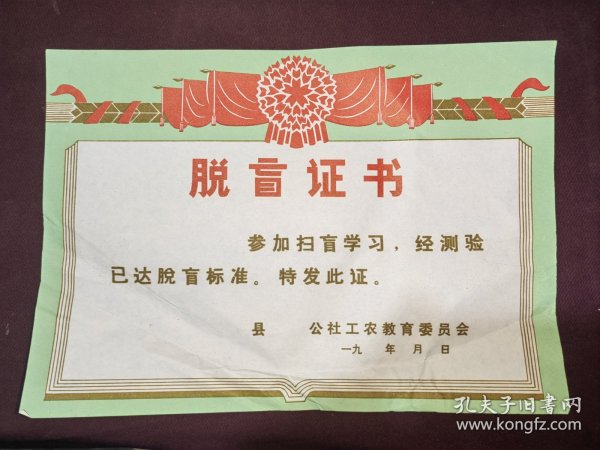 脱盲证书
参加扫盲学习，经测验
已达脱盲标准。特发此证。
县 公社工农教育委员会
一九 年 月 日
孔夫子旧书网
www.kongfz.com